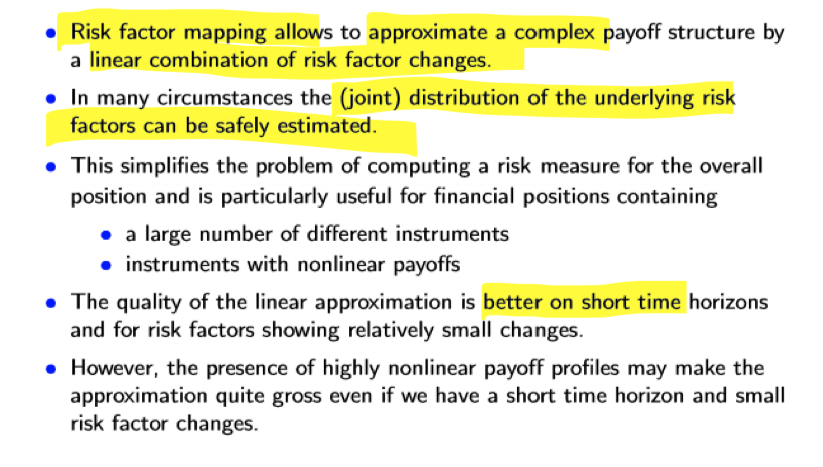 • Risk factor mapping allows to approximate a complex payoff structure by
a linear combination of risk factor changes.
• In many circumstances the (joint) distribution of the underlying risk
factors can be safely estimated.
• This simplifies the problem of computing a risk measure for the overall
position and is particularly useful for financial positions containing
• a large number of different instruments
• instruments with nonlinear payoffs
• The quality of the linear approximation is better on short time horizons
and for risk factors showing relatively small changes.
• However, the presence of highly nonlinear payoff profiles may make the
approximation quite gross even if we have a short time horizon and small
risk factor changes.